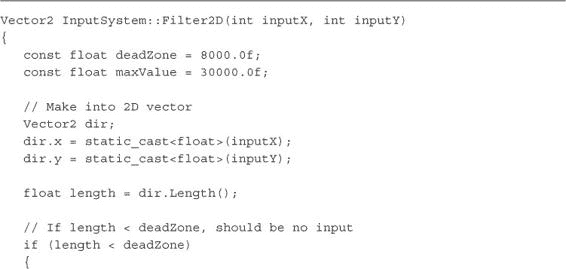 Vector2 InputSystem::Filter2D(int inputX, int inputY)
{
const float deadZone = 8000.0f;
const float maxValue = 30000.0f;
// Make into 2D vector
Vector2 dir;
dir.x = static_cast<float>(inputX);
dir.y = static_cast<float>(inputY);
float length = dir.Length();
// If length < deadZone, should be no input
if (length < deadZone)
{